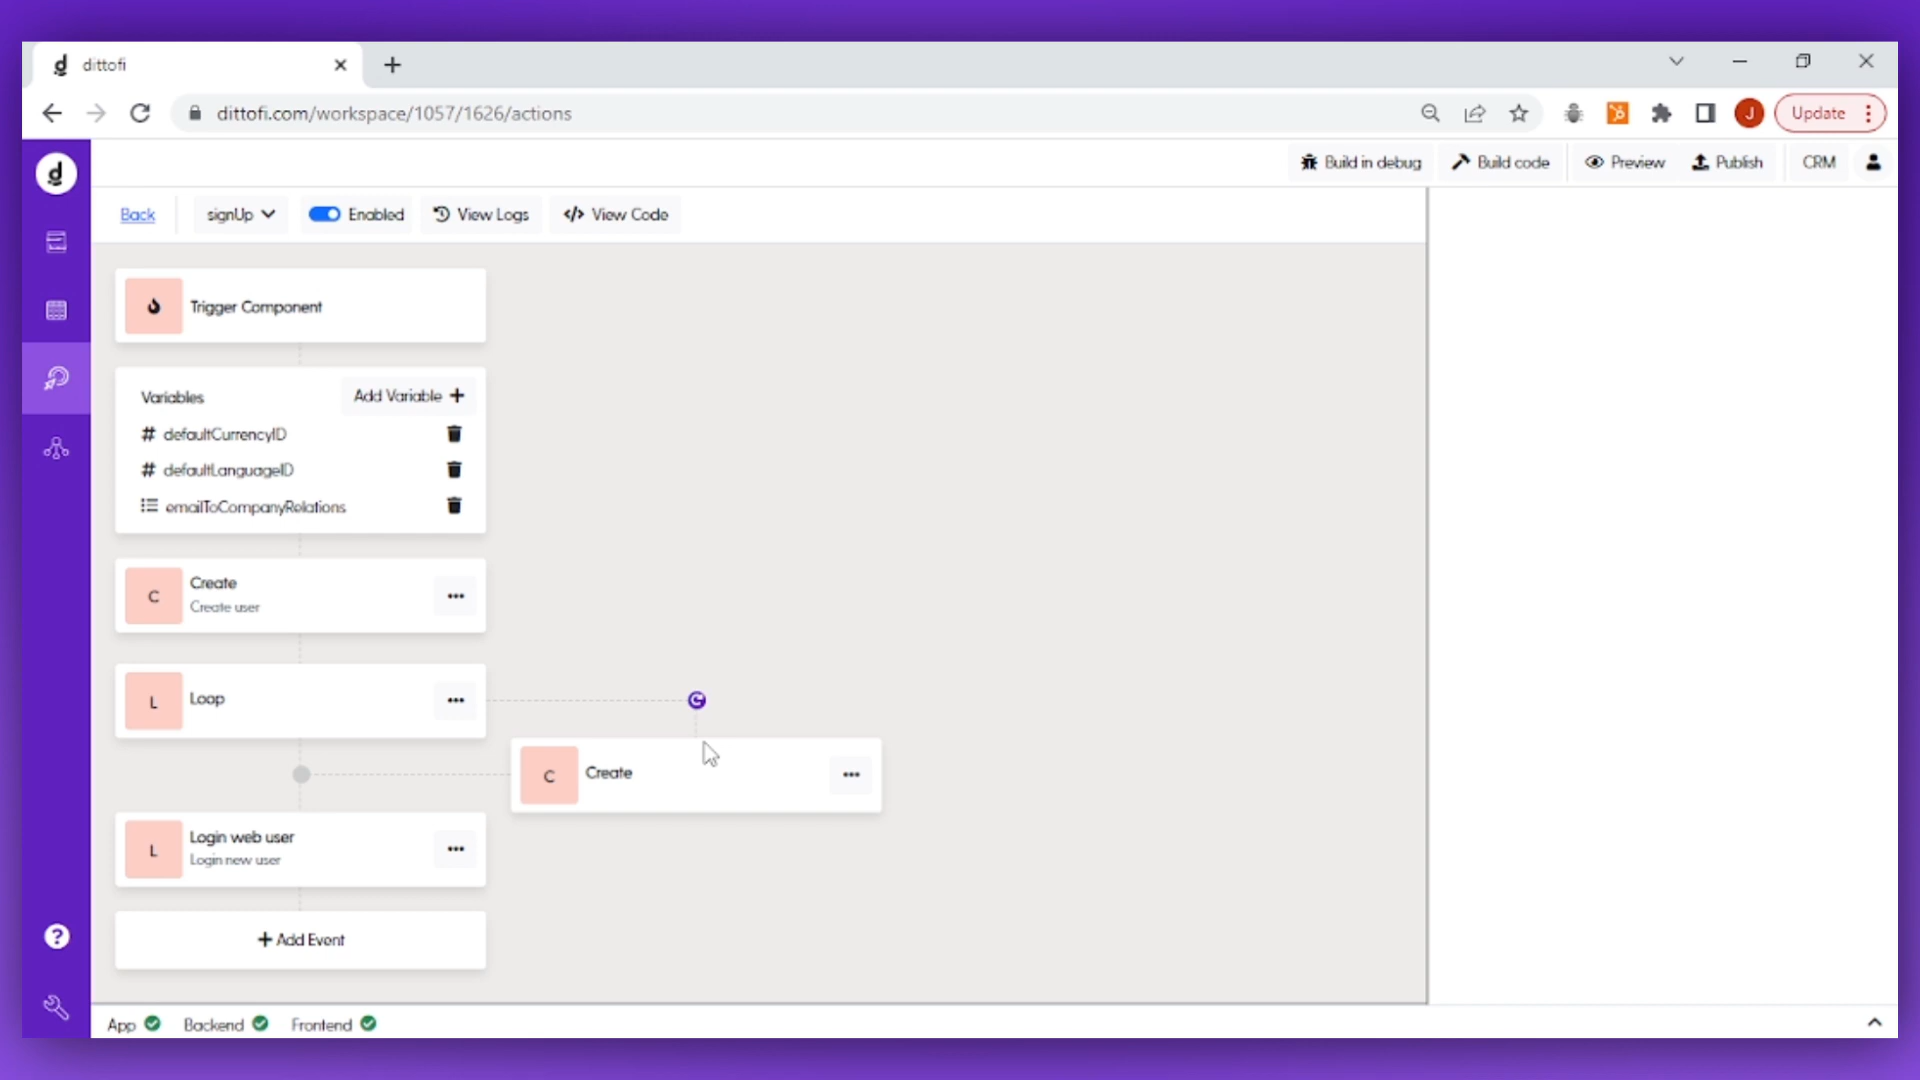 dittofi
dittofi.com/workspace/1057/1626/actions
J
Update
d
Build in debug
Build code
Preview
Publish
CRM
Back
signUp
Enabled
View Logs
</> View Code
Trigger Component
Variables
Add Variable +
# defaultCurrencyID
# defaultLanguageID
emailToCompanyRelations
C
Create
Create user
L
Loop
C
Create
L
Login web user
Login new user
+ Add Event
?
App
Backend
Frontend